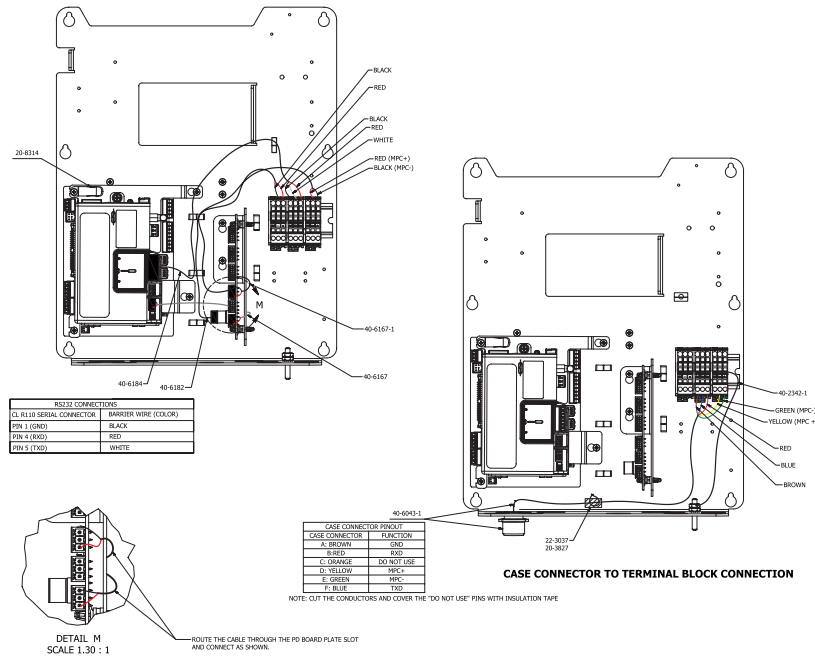 BLACK
RED
BLACK
RED
WHITE
RED (MPC+)
BLACK (MPC-)
20-8314
M
40-6167-1
40-6167
40-6184
40-6182
RS232 CONNECTIONS
CL R110 SERIAL CONNECTOR BARRIER WIRE (COLOR)
PIN 1 (GND) BLACK
PIN 4 (RXD) RED
PIN 5 (TXD) WHITE
40-2342-1
GREEN (MPC-)
YELLOW (MPC +)
RED
BLUE
BROWN
40-6043-1
22-3037
20-3827
CASE CONNECTOR PINOUT
CASE CONNECTOR FUNCTION
A: BROWN GND
B:RED RXD
C: ORANGE DO NOT USE
D: YELLOW MPC+
E: GREEN MPC-
F: BLUE TXD
CASE CONNECTOR TO TERMINAL BLOCK CONNECTION
NOTE: CUT THE CONDUCTORS AND COVER THE "DO NOT USE" PINS WITH INSULATION TAPE
DETAIL M
SCALE 1.30 : 1
ROUTE THE CABLE THROUGH THE PD BOARD PLATE SLOT
AND CONNECT AS SHOWN.